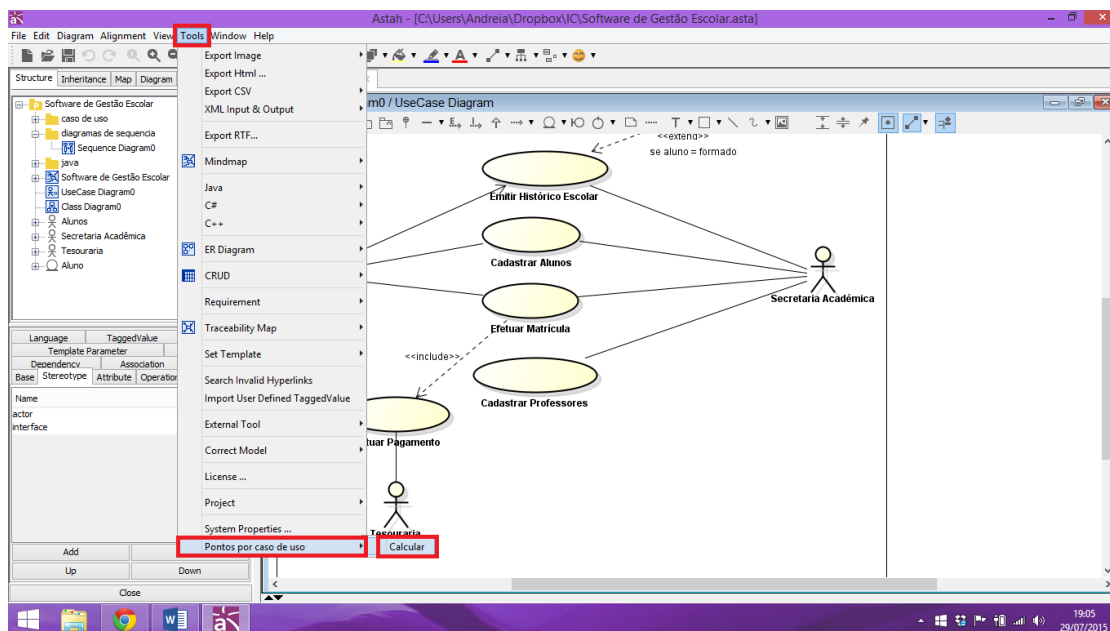 Astah - [C:\Users\Andreia\Dropbox\IC\Software de Gestão Escolar.asta]
File Edit Diagram Alignment View Tools Window Help
Structure Inheritance Map Diagram
Software de Gestão Escolar
caso de uso
diagramas de sequencia
Sequence Diagram0
java
Software de Gestão Escolar
UseCase Diagram0
Class Diagram0
Alunos
Secretaria Acadêmica
Tesouraria
Aluno
Language TaggedValue
Template Parameter
Dependency Association
Base Stereotype Attribute Operation
Name
actor
interface
Add
Up Down
Close
Export Image
Export Html ...
Export CSV
XML Input & Output
Export RTF...
Mindmap
Java
C#
C++
ER Diagram
CRUD
Requirement
Traceability Map
Set Template
Search Invalid Hyperlinks
Import User Defined TaggedValue
External Tool
Correct Model
License ...
Project
System Properties ...
Pontos por caso de uso
Calcular
m0 / UseCase Diagram
<<extend>>
se aluno = formado
Emitir Histórico Escolar
Cadastrar Alunos
Secretaria Acadêmica
Efetuar Matrícula
<<include>>
Cadastrar Professores
tuar Pagamento
Tesouraria
19:05
29/07/2015